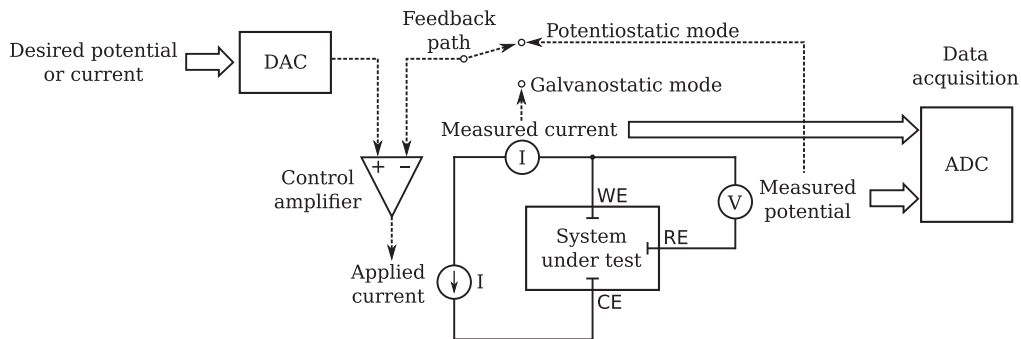 Feedback
path
Potentiostatic mode
Desired potential
or current
DAC
Data
acquisition
Galvanostatic mode
Measured current
+ −
I
ADC
Control
amplifier
WE
V
Measured
potential
System
under test
RE
Applied
current
I
CE